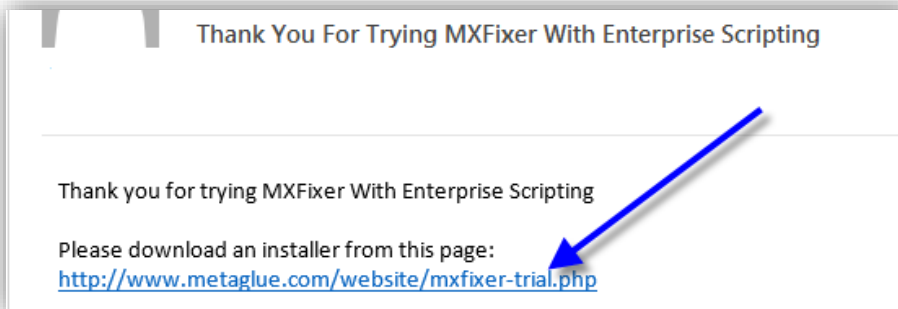 Thank You For Trying MXFixer With Enterprise Scripting
Thank you for trying MXFixer With Enterprise Scripting
Please download an installer from this page:
http://www.metaglue.com/website/mxfixer-trial.php